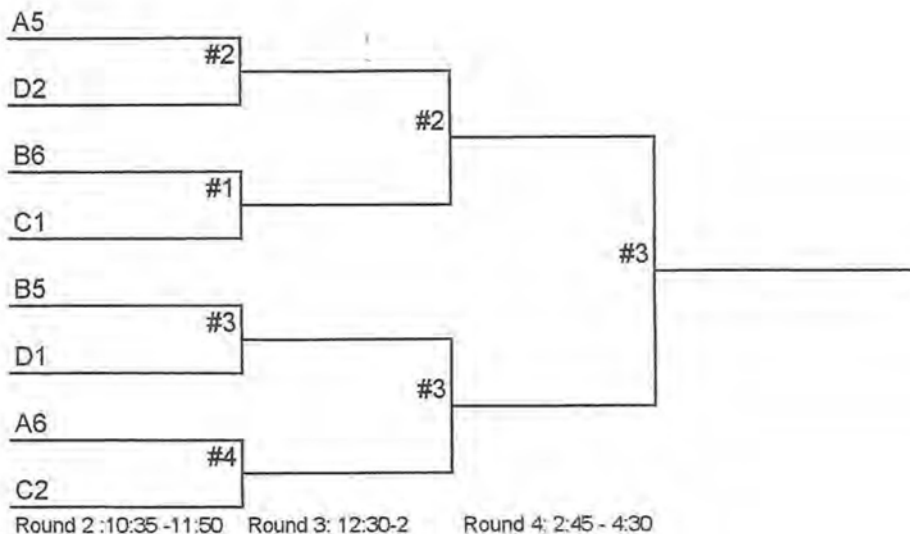 A5
#2
D2
#2
B6
#1
C1
#3
B5
#3
D1
#3
A6
#4
C2
Round 2 :10:35 -11:50 Round 3: 12:30-2 Round 4: 2:45 - 4:30